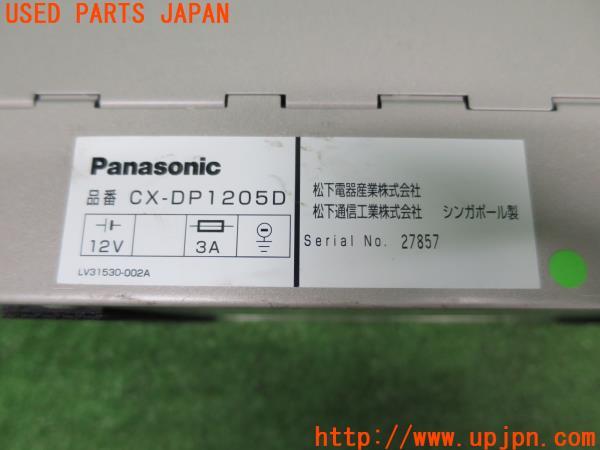 USED PARTS JAPAN
Panasonic
品番 CX-DP1205D
12V
3A
LV31530-002A
松下電器産業株式会社
松下通信工業株式会社 シンガポール製
Serial No. 27857
UPJ
http://www.upjpn.com/